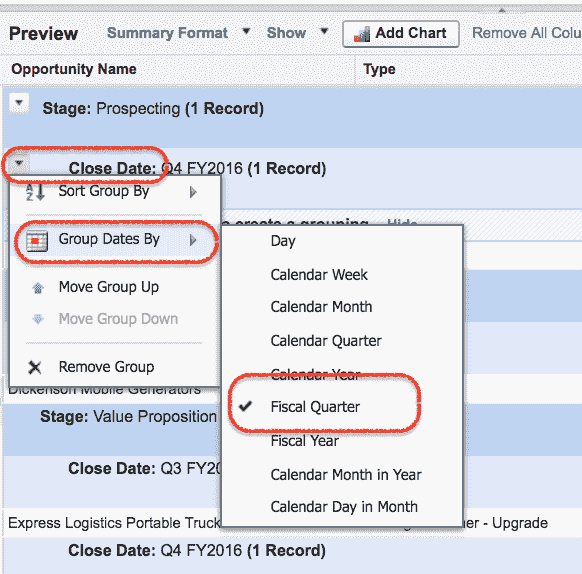 Preview Summary Format Show Add Chart Remove All Colu
Opportunity Name Type
Stage: Prospecting (1 Record)
Close Date: Q4 FY2016 (1 Record)
Sort Group By
create a grouping. Hide
Group Dates By
Day
Calendar Week
Move Group Up
Calendar Month
Move Group Down
Calendar Quarter
Remove Group
Calendar Year
Dickenson Mobile Generators
Fiscal Quarter
Stage: Value Proposition
Fiscal Year
Close Date: Q3 FY20
Calendar Month in Year
Calendar Day in Month
Express Logistics Portable Truck ner - Upgrade
Close Date: Q4 FY2016 (1 Record)